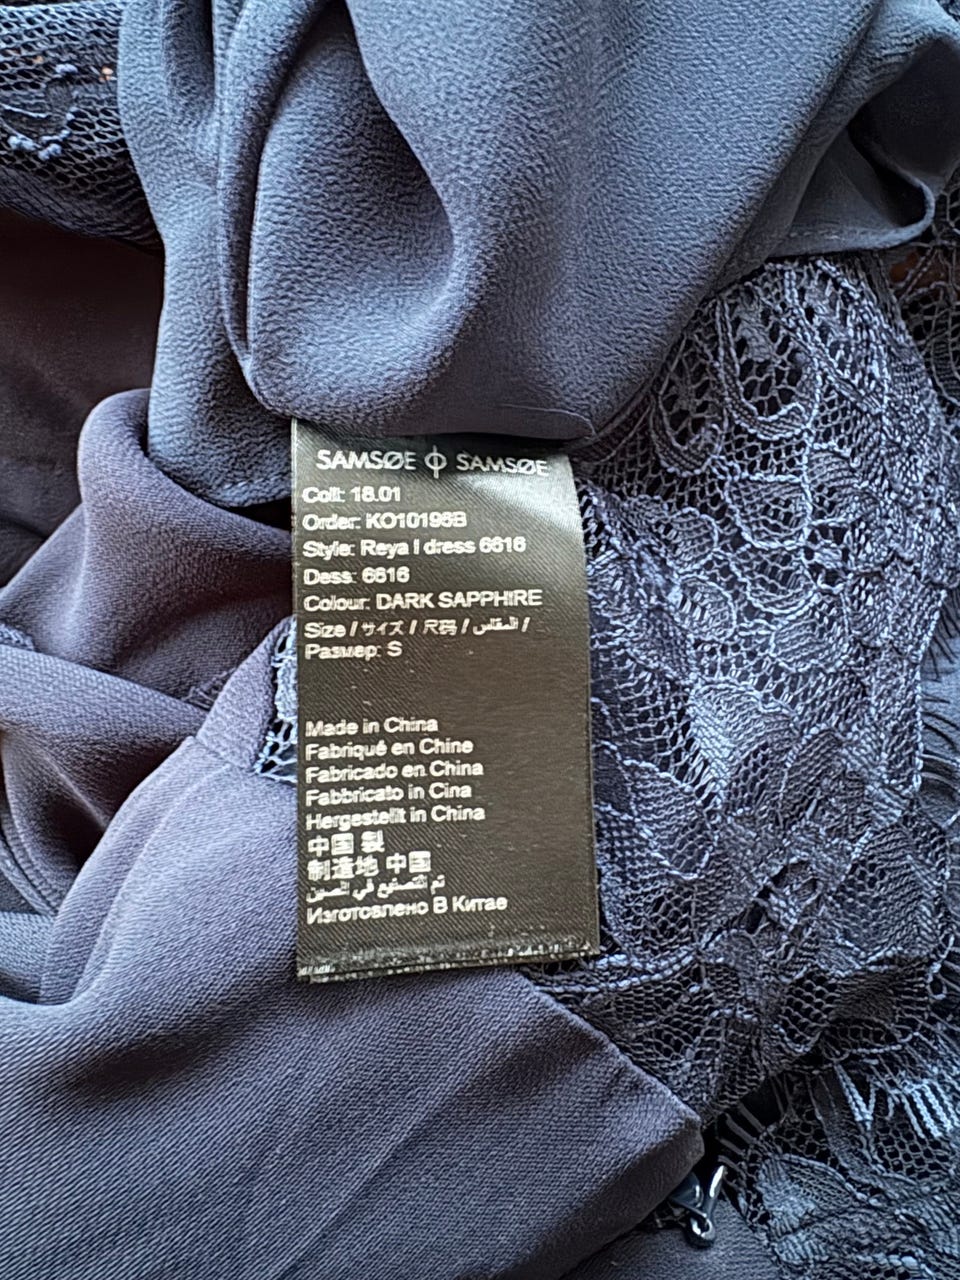 SAMSØE Φ SAMSØE
Coll: 18.01
Order: KO10196B
Style: Reya l dress 6616
Dess: 6616
Colour: DARK SAPPHIRE
Size / サイズ / 尺码 / المقاس /
Размер: S
Made in China
Fabriqué en Chine
Fabricado en China
Fabbricato in Cina
Hergestellt in China
中国 製
制造地 中国
تم التصنيع في الصين
Изготовлено В Китае